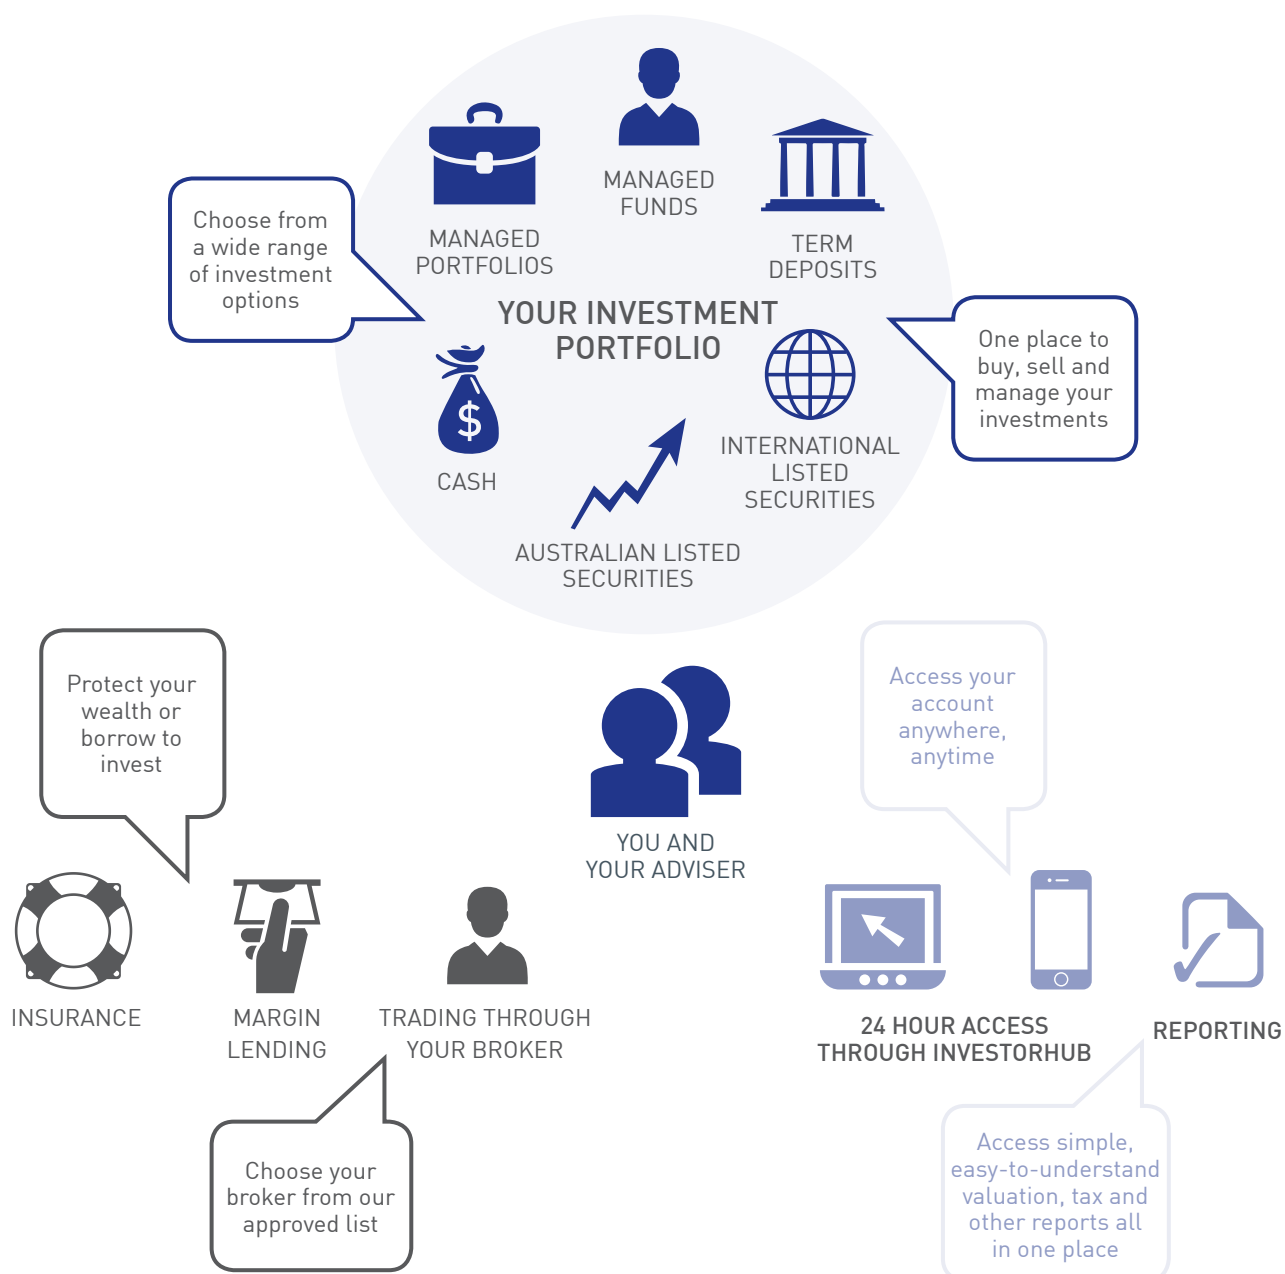 MANAGED
FUNDS
MANAGED
PORTFOLIOS
TERM
DEPOSITS
Choose from
a wide range
of investment
options
YOUR INVESTMENT
PORTFOLIO
One place to
buy, sell and
manage your
investments
$
CASH
INTERNATIONAL
LISTED
SECURITIES
AUSTRALIAN LISTED
SECURITIES
Protect your
wealth or
borrow to
invest
Access your
account
anywhere,
anytime
YOU AND
YOUR ADVISER
INSURANCE
MARGIN
LENDING
TRADING THROUGH
YOUR BROKER
24 HOUR ACCESS
THROUGH INVESTORHUB
REPORTING
Choose your
broker from our
approved list
Access simple,
easy-to-understand
valuation, tax and
other reports all
in one place